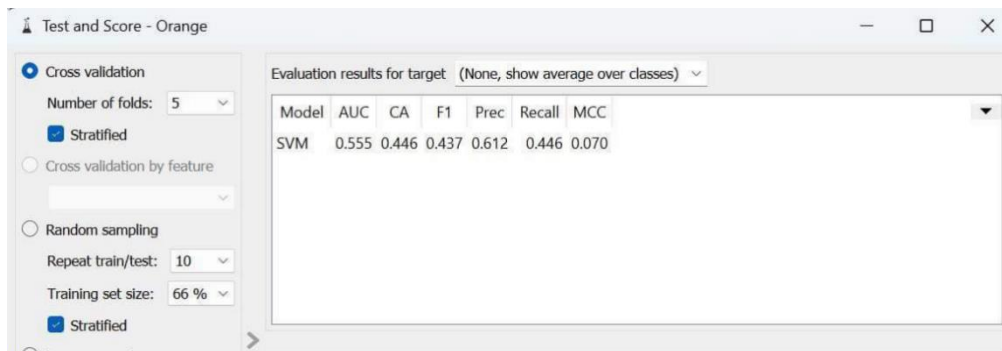 Test and Score - Orange
Cross validation
Number of folds: 5
Stratified
Cross validation by feature
Random sampling
Repeat train/test: 10
Training set size: 66 %
Stratified
Evaluation results for target (None, show average over classes)
Model AUC CA F1 Prec Recall MCC
SVM 0.555 0.446 0.437 0.612 0.446 0.070